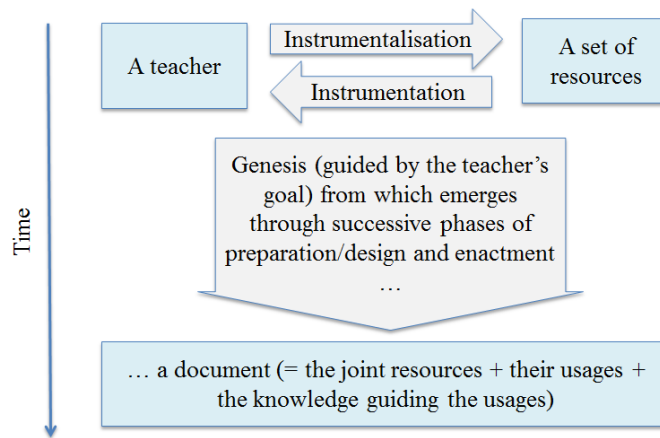 Instrumentalisation
A teacher
A set of
resources
Instrumentation
Genesis (guided by the teacher's
goal) from which emerges
through successive phases of
preparation/design and enactment
…
Time
… a document (= the joint resources + their usages +
the knowledge guiding the usages)